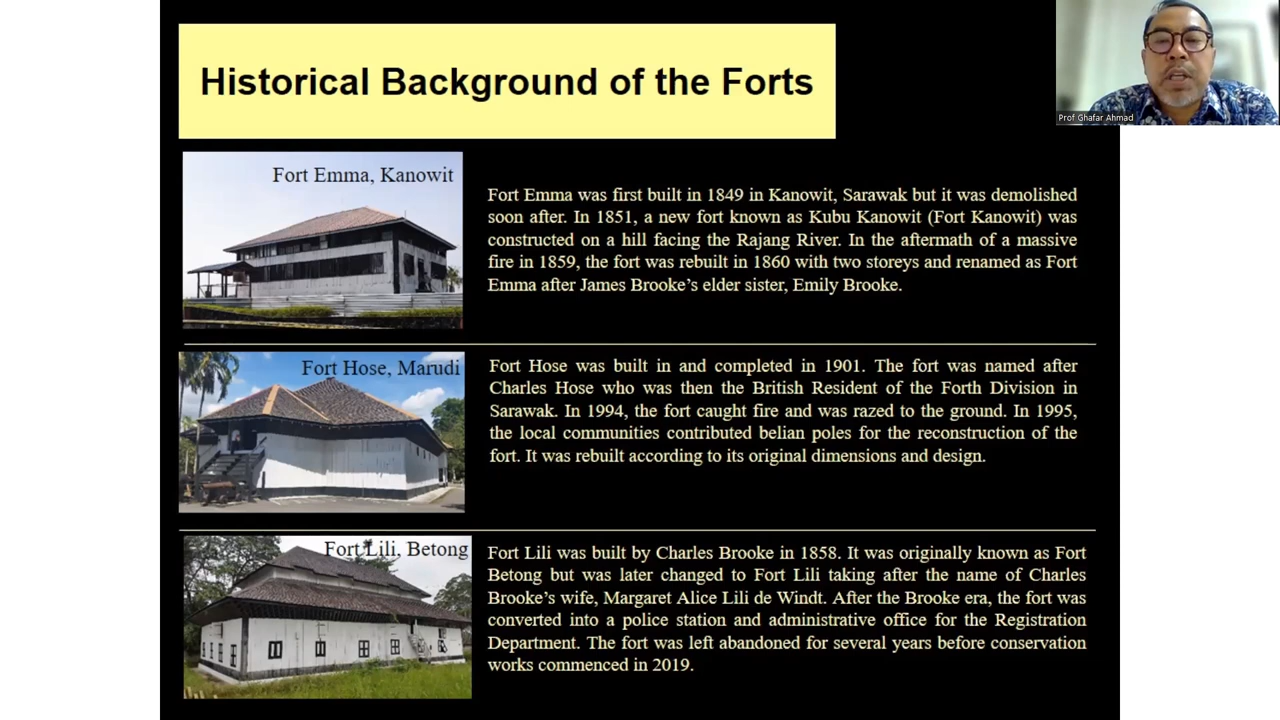 Historical Background of the Forts
Prof Ghafar Ahmad
Fort Emma, Kanowit
Fort Emma was first built in 1849 in Kanowit, Sarawak but it was demolished
soon after. In 1851, a new fort known as Kubu Kanowit (Fort Kanowit) was
constructed on a hill facing the Rajang River. In the aftermath of a massive
fire in 1859, the fort was rebuilt in 1860 with two storeys and renamed as Fort
Emma after James Brooke’s elder sister, Emily Brooke.
Fort Hose, Marudi
Fort Hose was built in and completed in 1901. The fort was named after
Charles Hose who was then the British Resident of the Forth Division in
Sarawak. In 1994, the fort caught fire and was razed to the ground. In 1995,
the local communities contributed belian poles for the reconstruction of the
fort. It was rebuilt according to its original dimensions and design.
Fort Lili, Betong
Fort Lili was built by Charles Brooke in 1858. It was originally known as Fort
Betong but was later changed to Fort Lili taking after the name of Charles
Brooke’s wife, Margaret Alice Lili de Windt. After the Brooke era, the fort was
converted into a police station and administrative office for the Registration
Department. The fort was left abandoned for several years before conservation
works commenced in 2019.